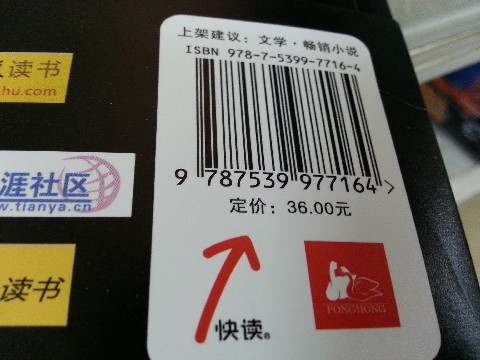 上架建议：文学·畅销小说
ISBN 978-7-5399-7716-4
9 787539 977164 >
定价：36.00元
快读®
PONGHONG
读书
hu.com
涯社区
www.tianya.cn
读书